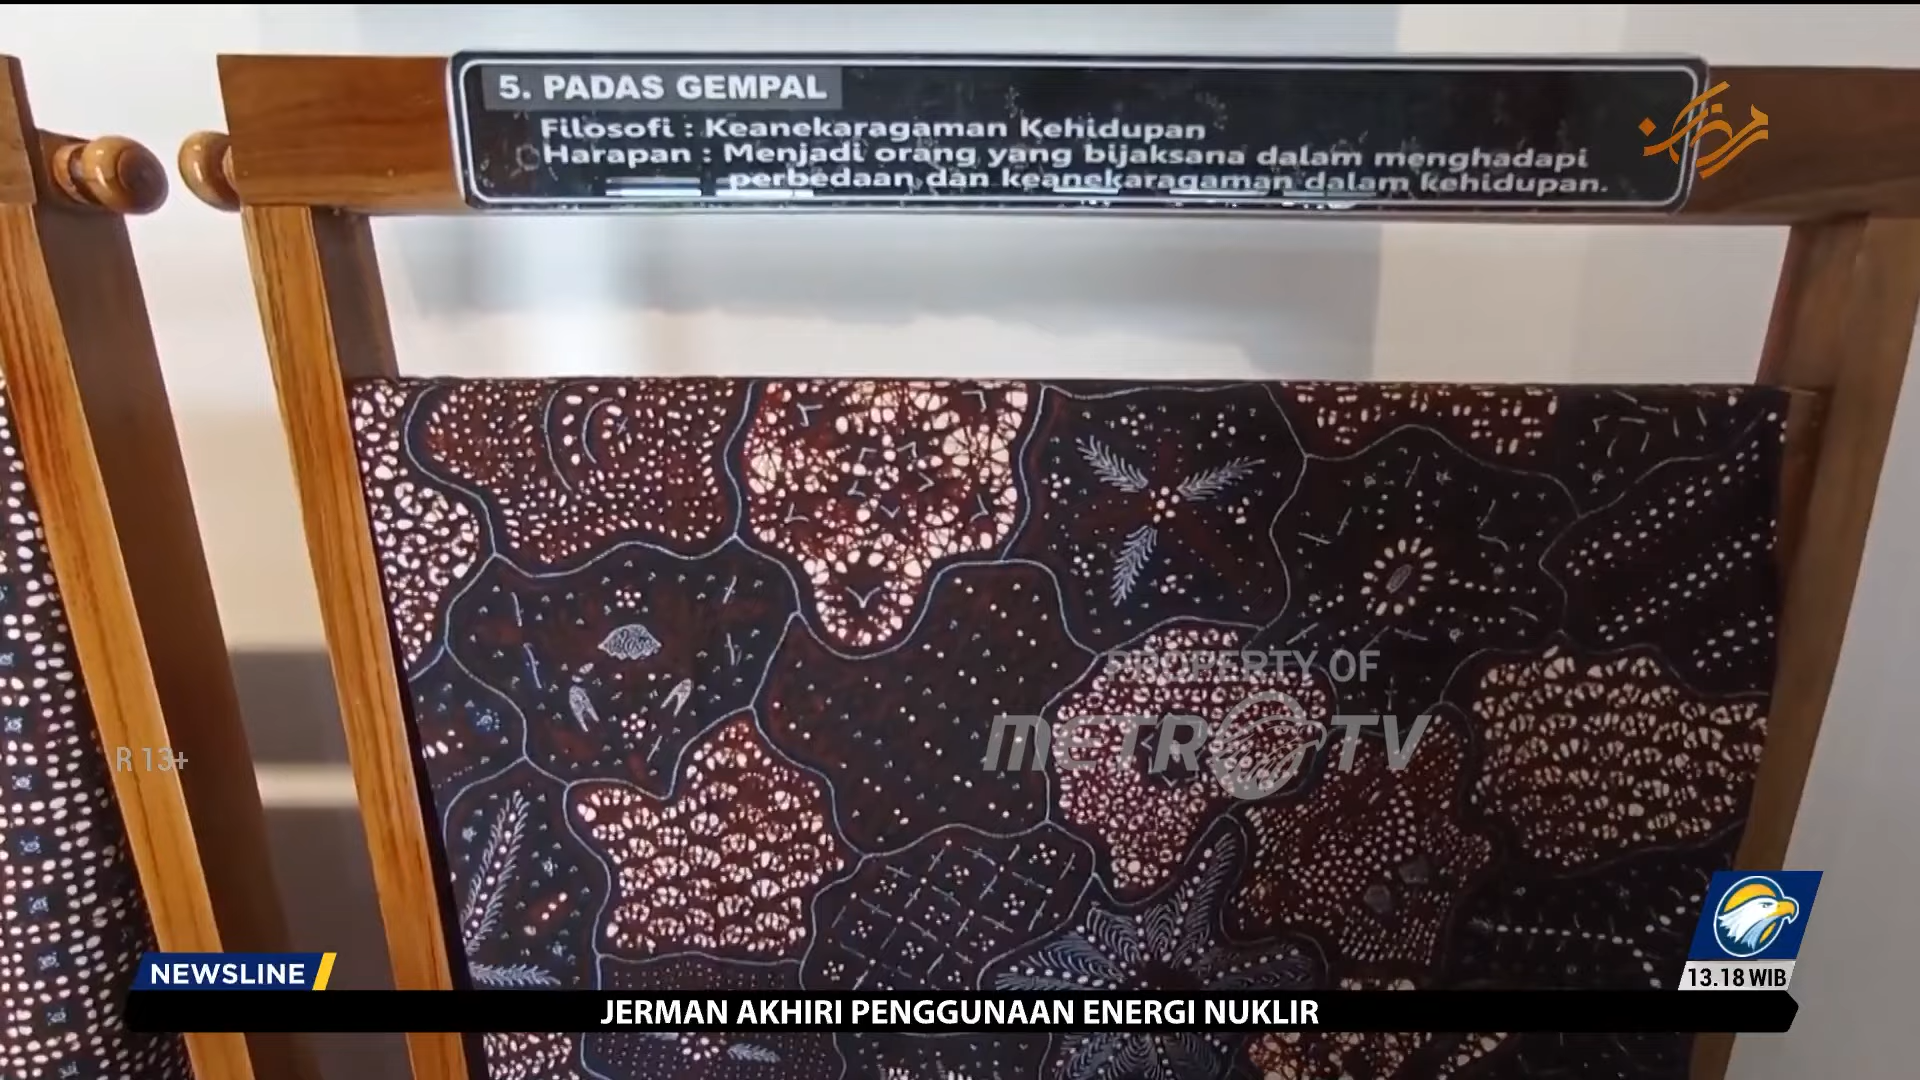 5. PADAS GEMPAL
Filosofi : Keanekaragaman Kehidupan
Harapan : Menjadi orang yang bijaksana dalam menghadapi
perbedaan dan keanekaragaman dalam kehidupan.
رمضان
PROPERTY OF
METRO TV
R 13+
NEWSLINE
13.18 WIB
JERMAN AKHIRI PENGGUNAAN ENERGI NUKLIR